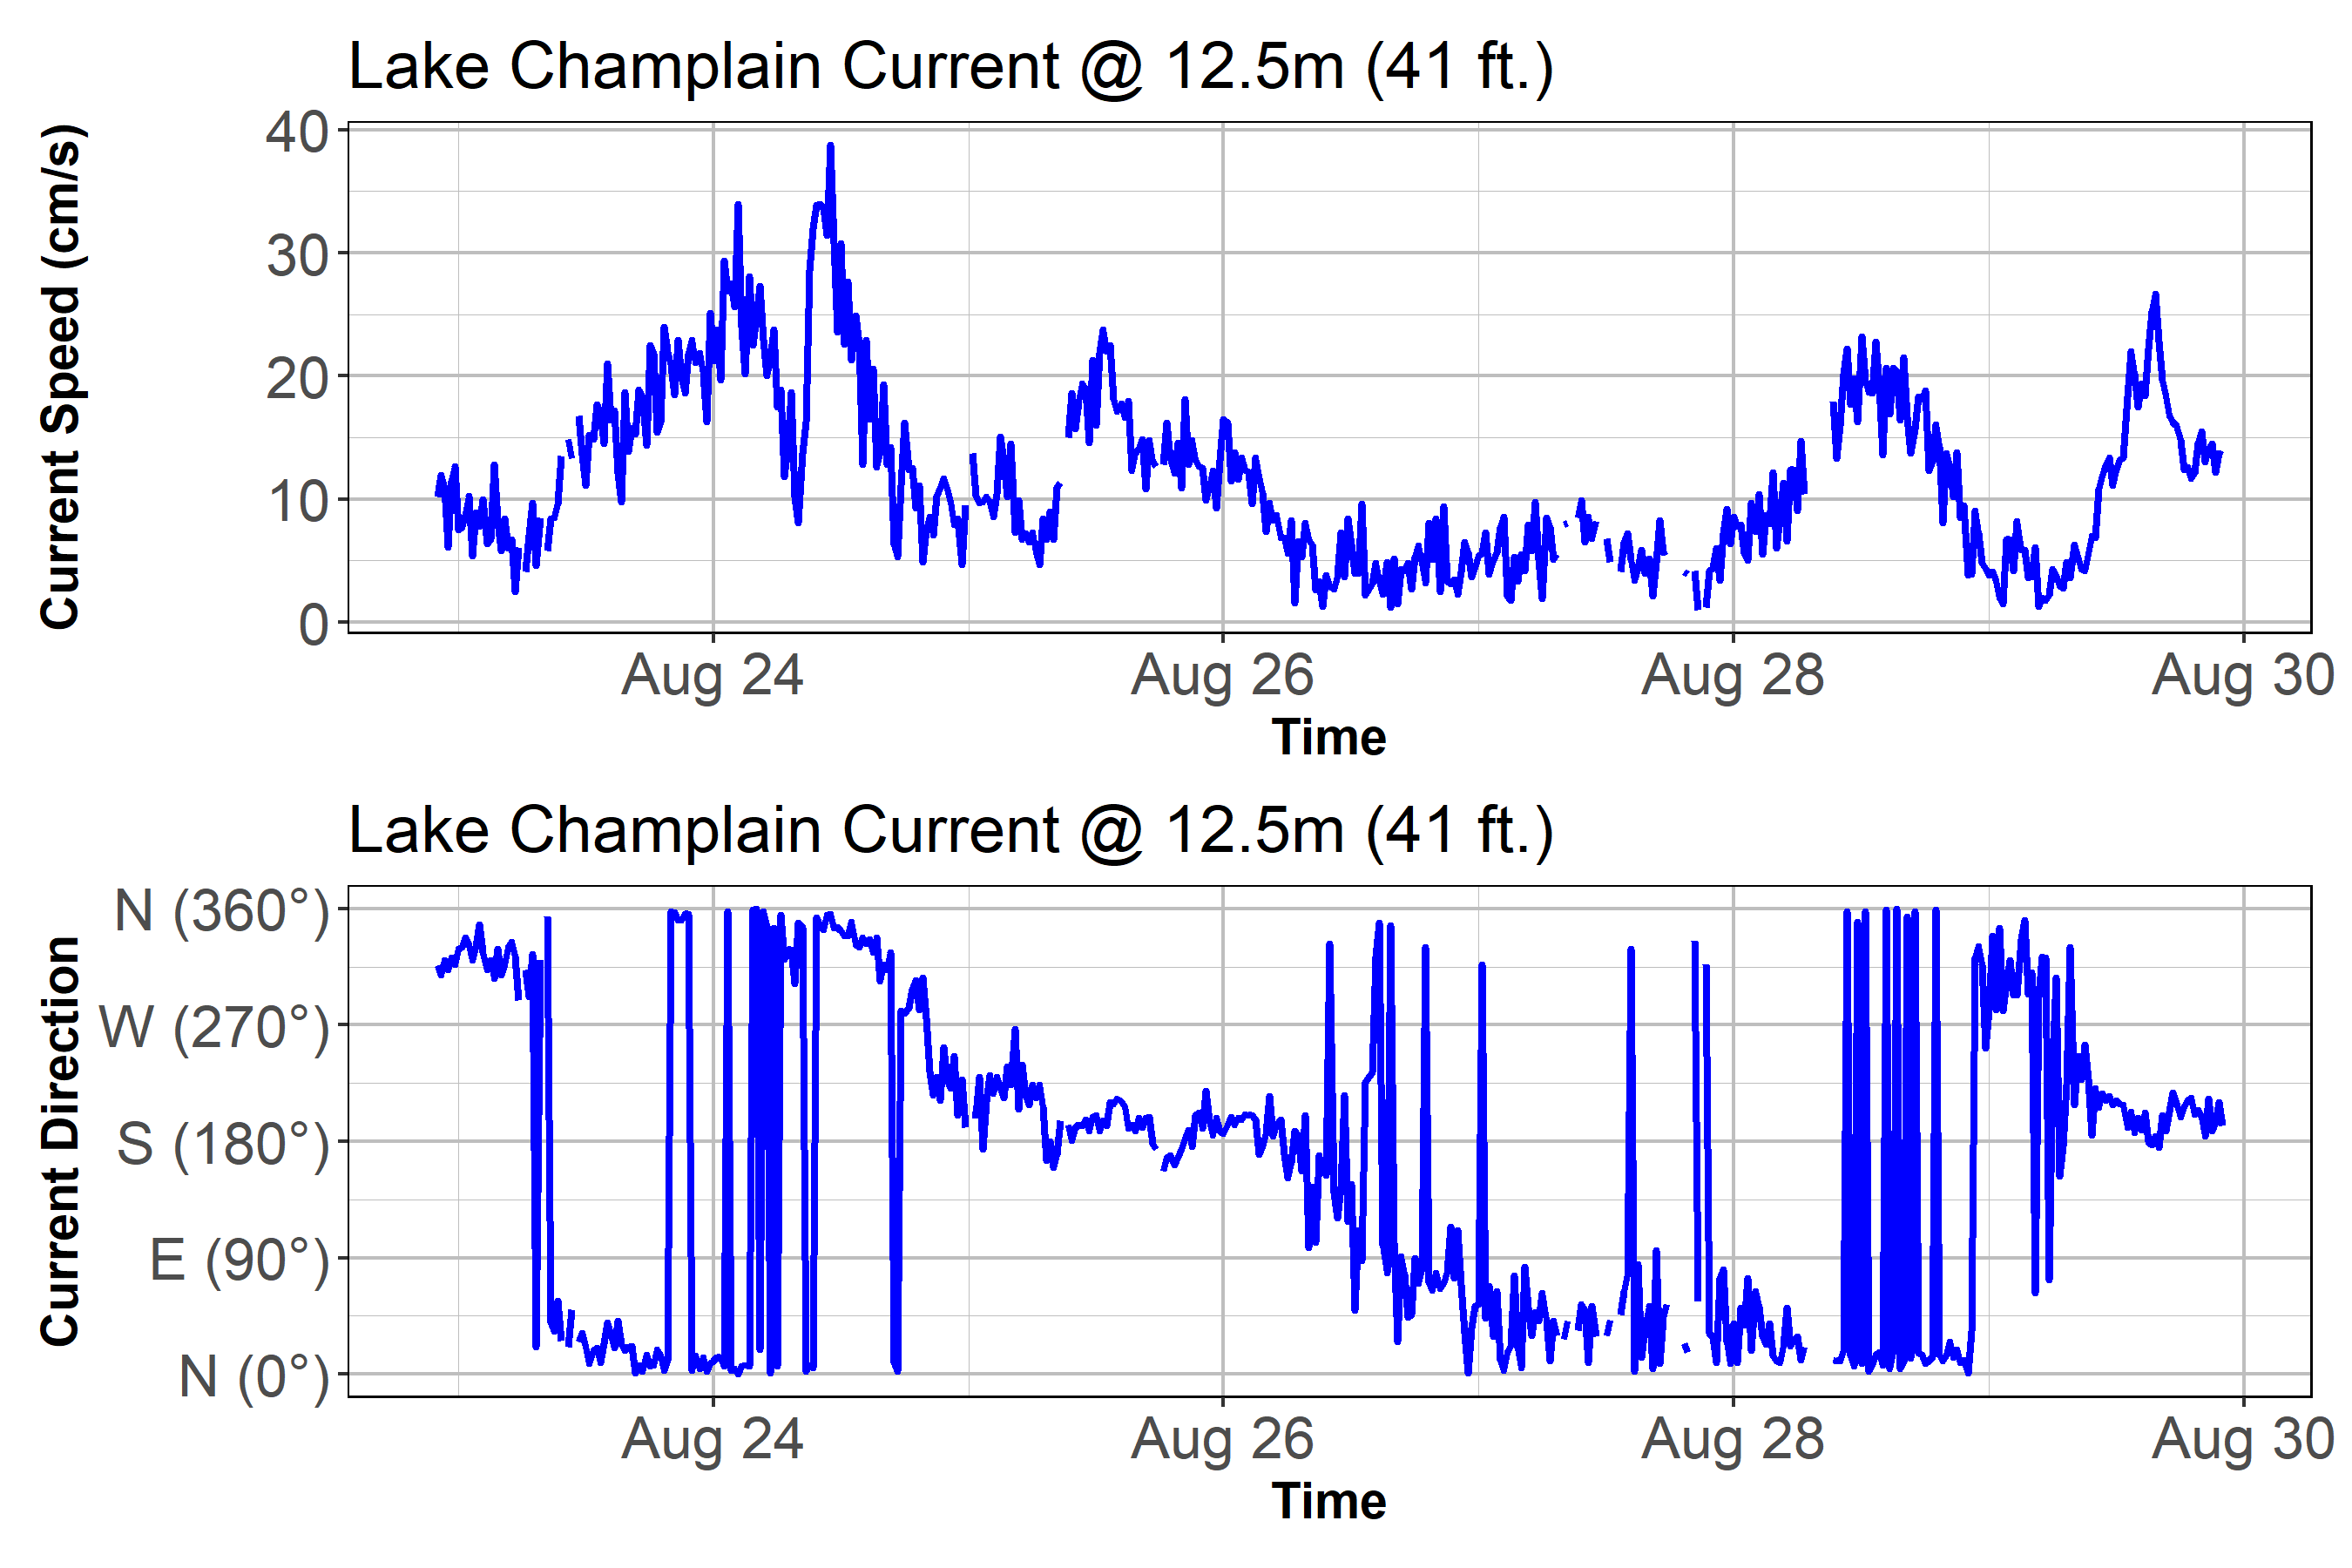 Lake Champlain Current @ 12.5m (41 ft.)
Current Speed (cm/s)
40
30
20
10
0
Aug 24 Aug 26 Aug 28 Aug 30
Time
Lake Champlain Current @ 12.5m (41 ft.)
Current Direction
N (360°)
W (270°)
S (180°)
E (90°)
N (0°)
Aug 24 Aug 26 Aug 28 Aug 30
Time